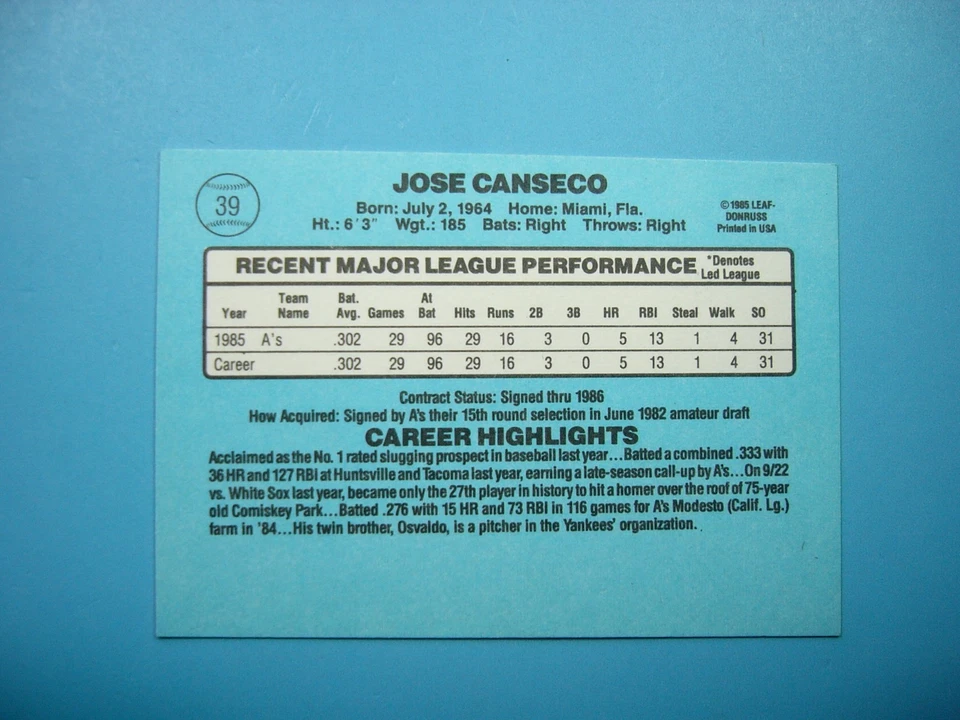 39
JOSE CANSECO
Born: July 2, 1964 Home: Miami, Fla.
Ht.: 6'3" Wgt.: 185 Bats: Right Throws: Right
©1985 LEAF-
DONRUSS
Printed in USA
RECENT MAJOR LEAGUE PERFORMANCE *Denotes
Led League
Year Team Name Bat. Avg. Games At Bat Hits Runs 2B 3B HR RBI Steal Walk SO
1985 A's .302 29 96 29 16 3 0 5 13 1 4 31
Career .302 29 96 29 16 3 0 5 13 1 4 31
Contract Status: Signed thru 1986
How Acquired: Signed by A's their 15th round selection in June 1982 amateur draft
CAREER HIGHLIGHTS
Acclaimed as the No. 1 rated slugging prospect in baseball last year...Batted a combined .333 with
36 HR and 127 RBI at Huntsville and Tacoma last year, earning a late-season call-up by A's...On 9/22
vs. White Sox last year, became only the 27th player in history to hit a homer over the roof of 75-year
old Comiskey Park...Batted .276 with 15 HR and 73 RBI in 116 games for A's Modesto (Calif. Lg.)
farm in '84...His twin brother, Osvaldo, is a pitcher in the Yankees' organization.